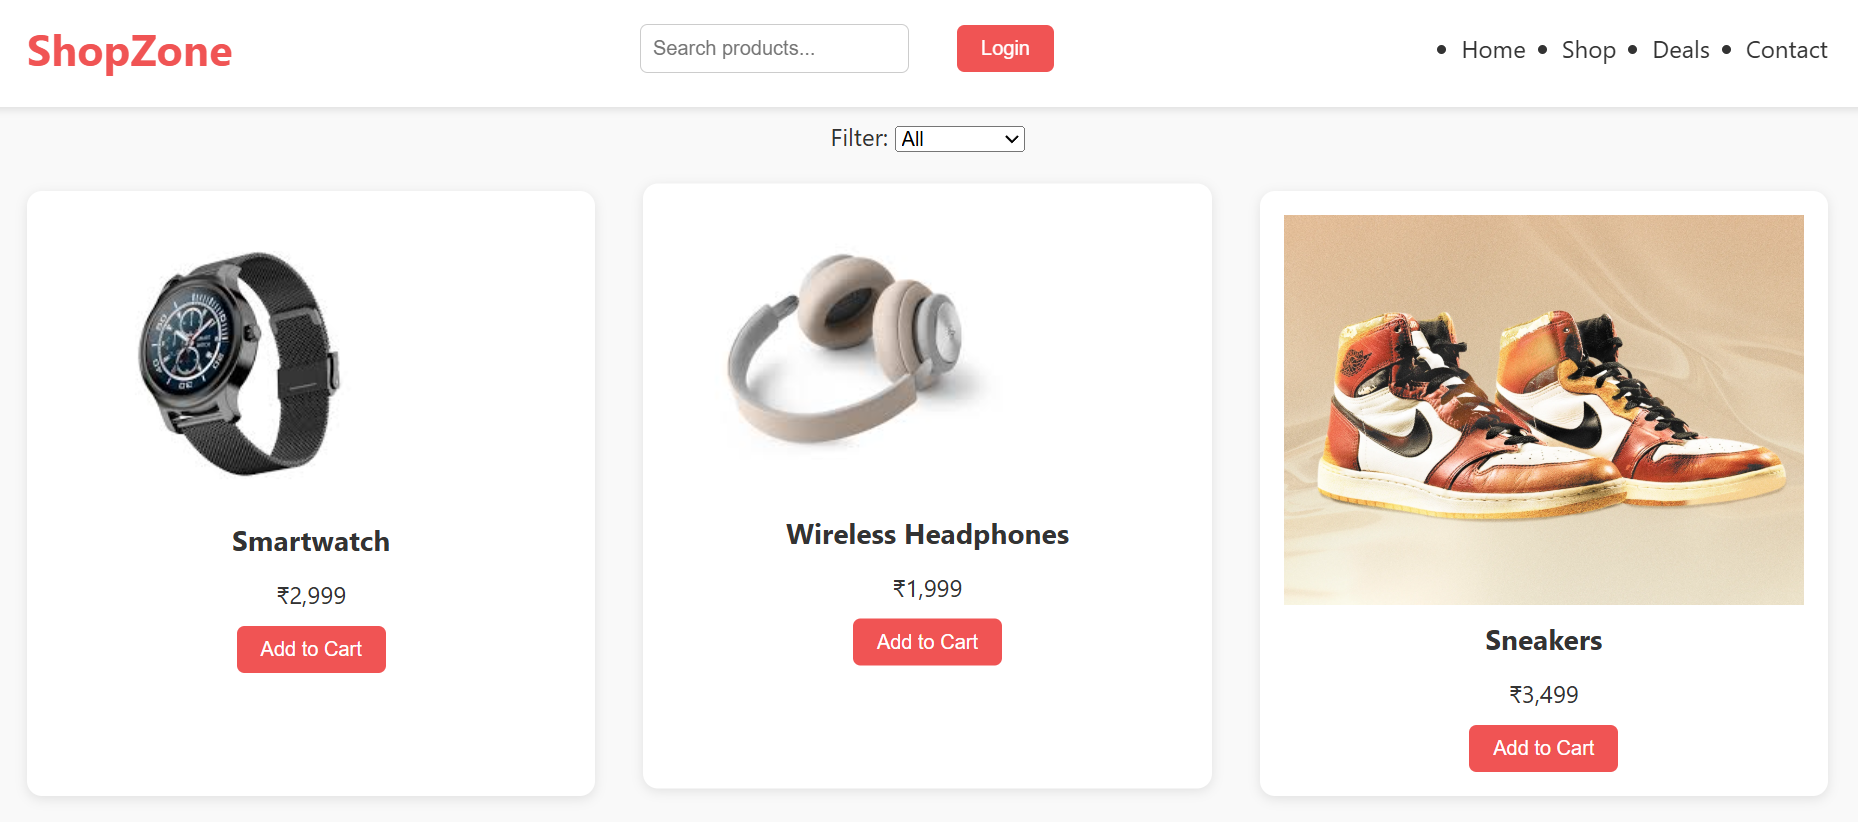 ShopZone
Search products...
Login
• Home • Shop • Deals • Contact
Filter: All
Smartwatch
₹2,999
Add to Cart
Wireless Headphones
₹1,999
Add to Cart
Sneakers
₹3,499
Add to Cart